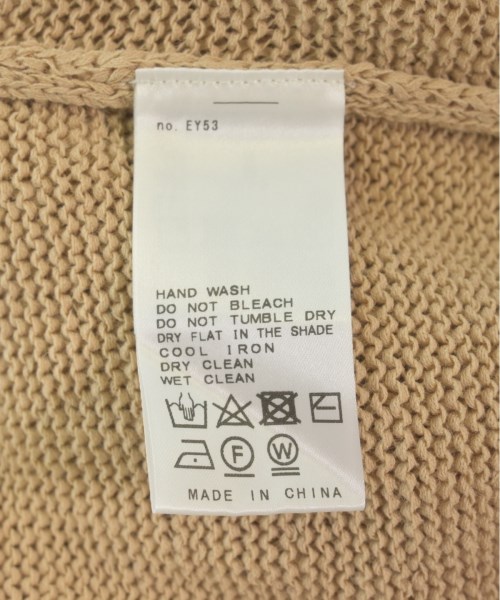 no. EY53
HAND WASH
DO NOT BLEACH
DO NOT TUMBLE DRY
DRY FLAT IN THE SHADE
COOL IRON
DRY CLEAN
WET CLEAN
F W
MADE IN CHINA